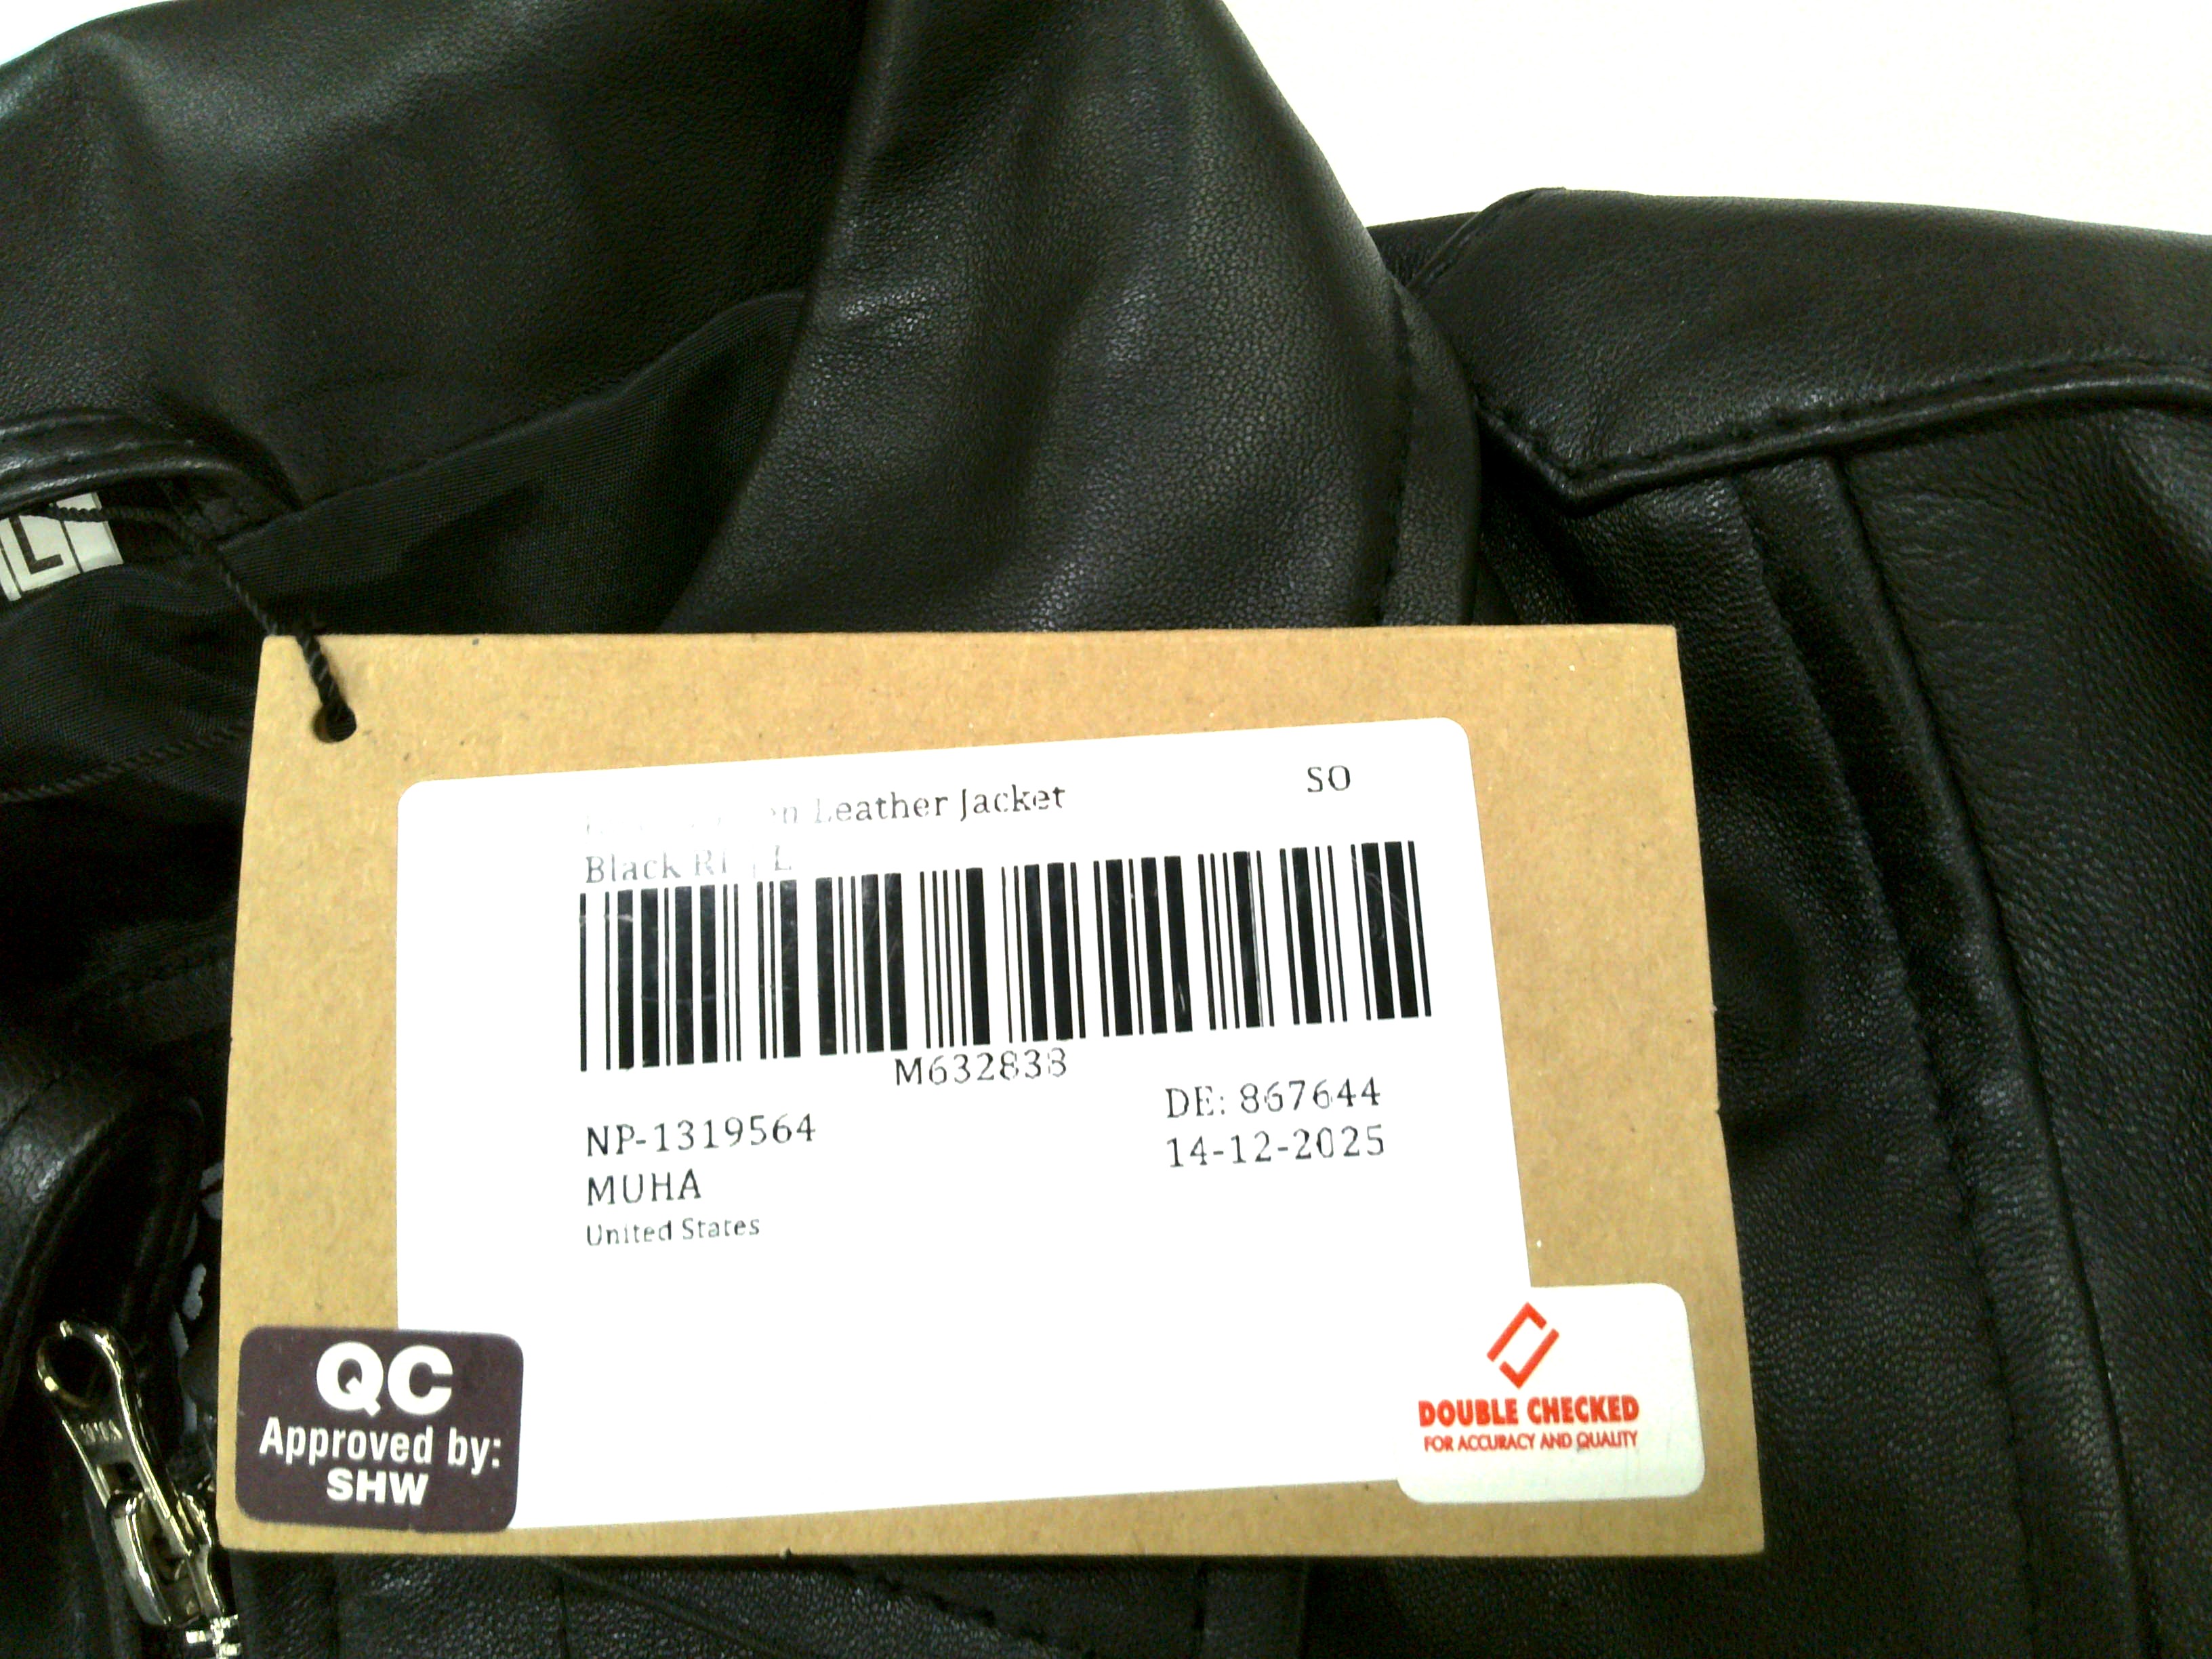 L
Leather Jacket
SO
Black L
M632838
NP-1319564
DE: 867644
MUHA
14-12-2025
United States
QC
Approved by:
SHW
DOUBLE CHECKED
FOR ACCURACY AND QUALITY